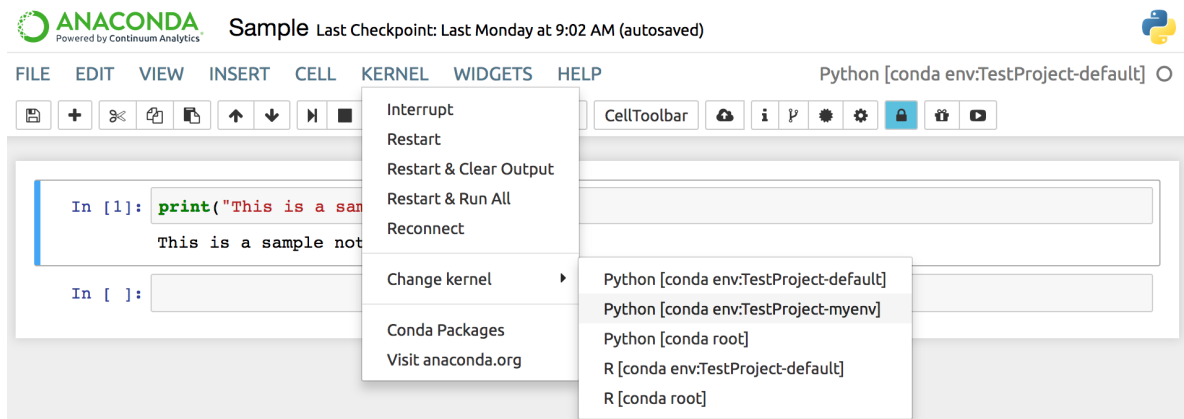 ANACONDA
Powered by Continuum Analytics
Sample Last Checkpoint: Last Monday at 9:02 AM (autosaved)
FILE EDIT VIEW INSERT CELL KERNEL WIDGETS HELP
Python [conda env:TestProject-default]
CellToolbar
Interrupt
Restart
Restart & Clear Output
Restart & Run All
Reconnect
Change kernel
Conda Packages
Visit anaconda.org
Python [conda env:TestProject-default]
Python [conda env:TestProject-myenv]
Python [conda root]
R [conda env:TestProject-default]
R [conda root]
In [1]: print("This is a sam
This is a sample not
In [ ]: